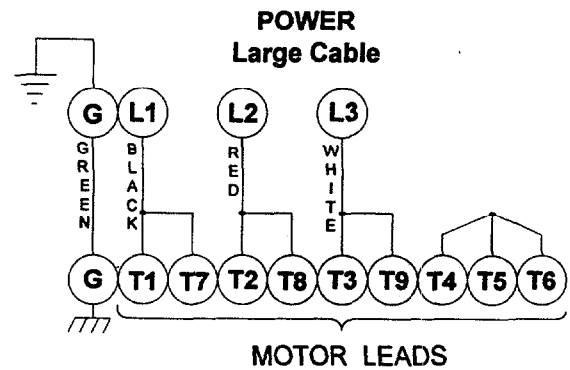 POWER
Large Cable
G L1 L2 L3
GREEN BLACK RED WHITE
G T1 T7 T2 T8 T3 T9 T4 T5 T6
MOTOR LEADS